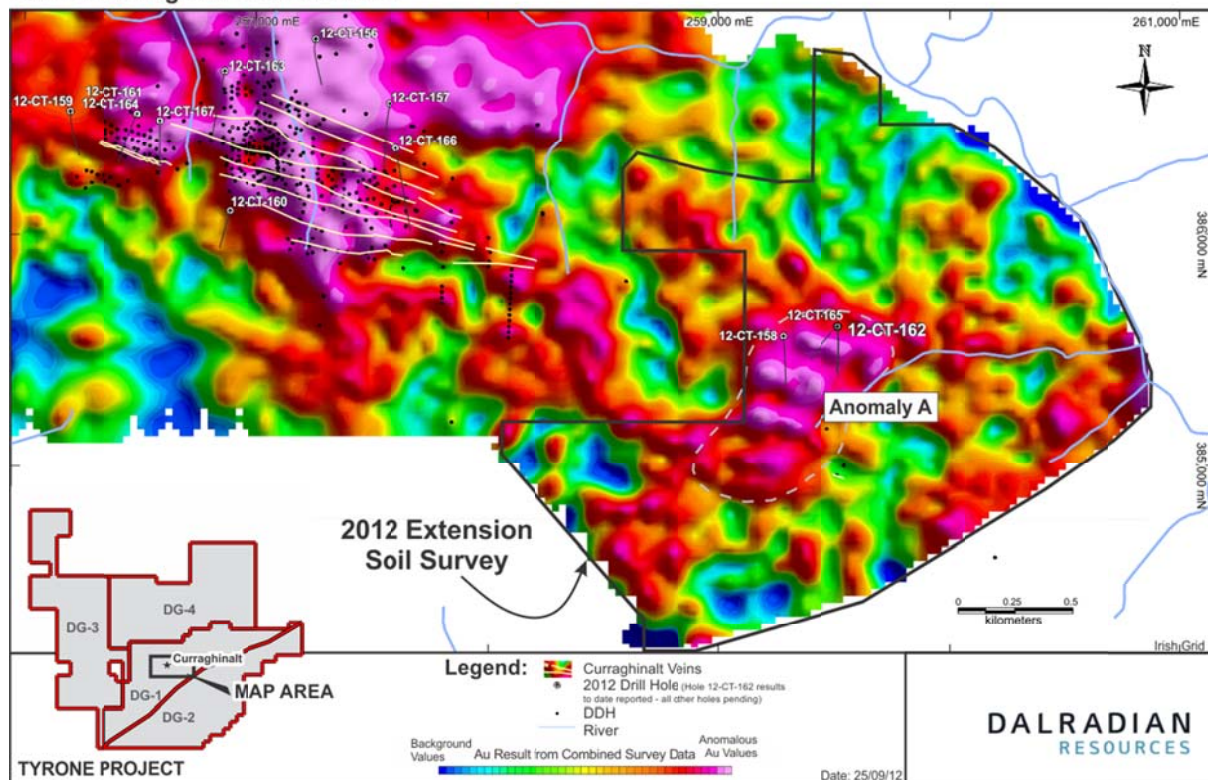 257,000 mE
259,000 mE
261,000 mE
12-CT-156
12-CT-163
N
12-CT-161
12-CT-159
12-CT-164
12-CT-157
12-CT-167
12-CT-166
12-CT-160
386,000 mN
12-CT-165
12-CT-158
12-CT-162
Anomaly A
385,000 mN
2012 Extension
Soil Survey
0 0.25 0.5
kilometers
Irish Grid
DG-4
DG-3
Curraghinalt
DG-1
MAP AREA
DG-2
TYRONE PROJECT
Legend:
Curraghinalt Veins
2012 Drill Hole (Hole 12-CT-162 results
to date reported - all other holes pending)
DDH
River
Background
Values
Au Result from Combined Survey Data
Anomalous
Au Values
DALRADIAN
RESOURCES
Date: 25/09/12